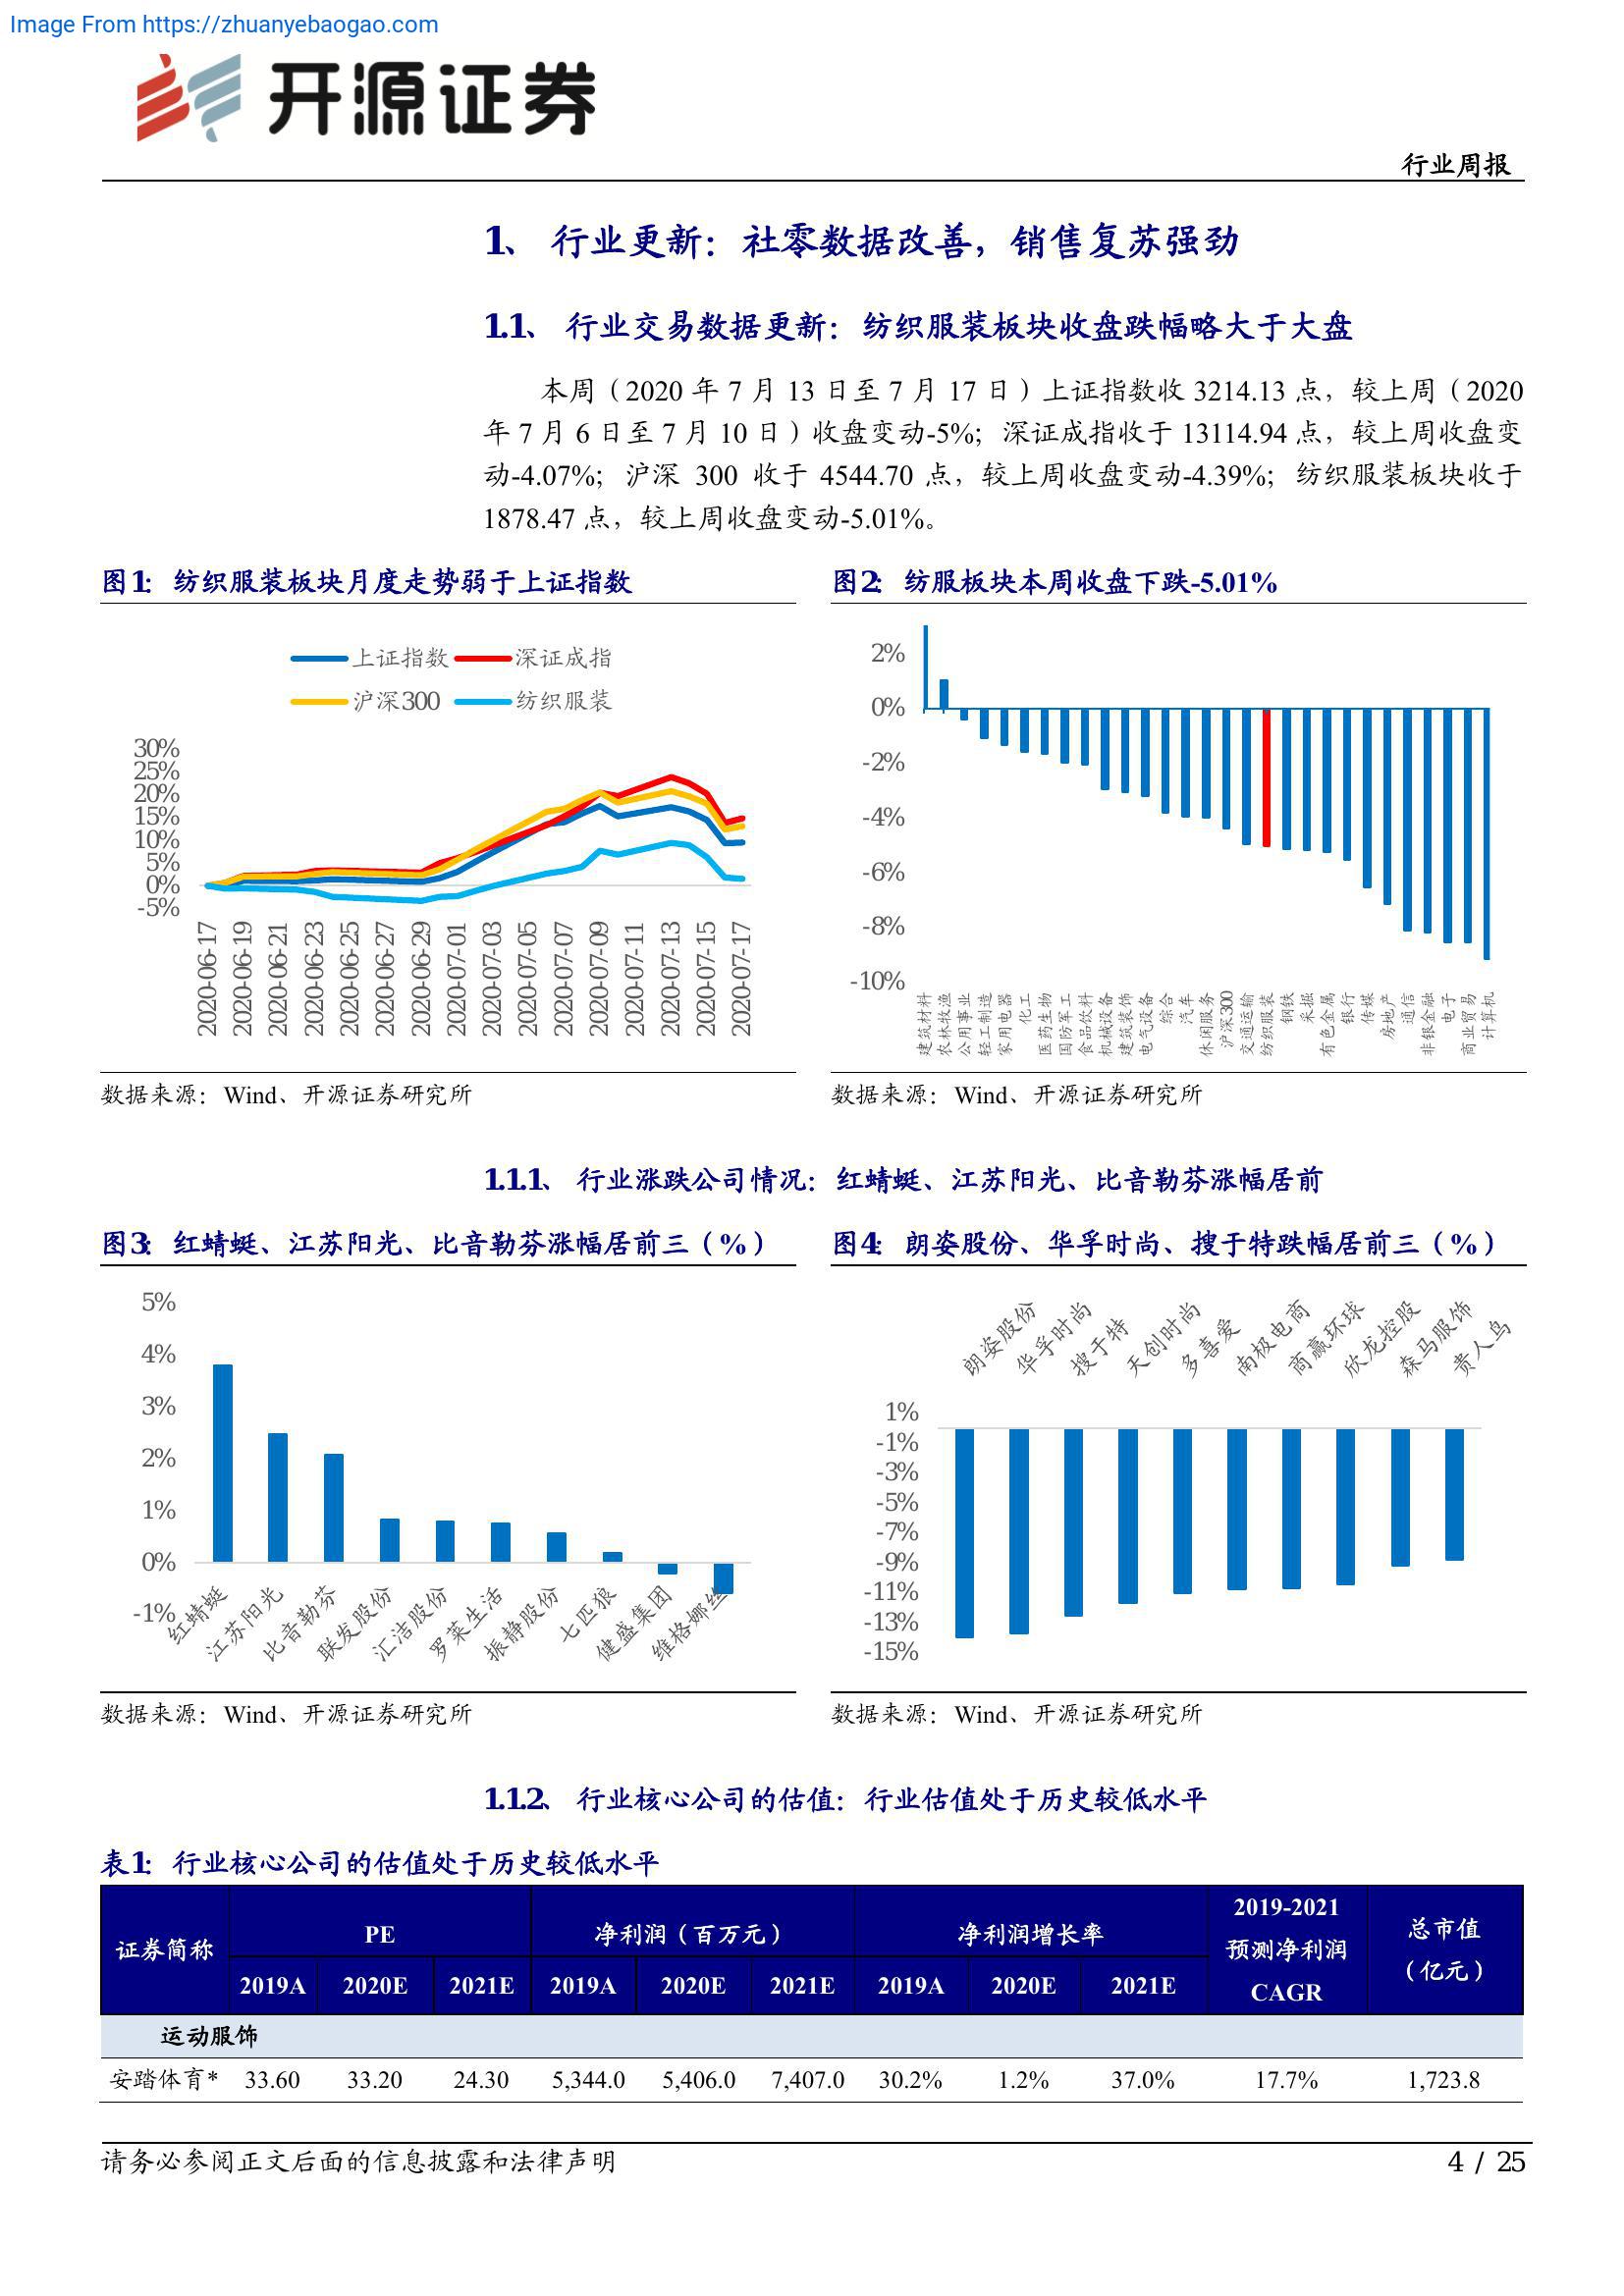 Image From https://zhuanyebaogao.com
开源证券
行业周报
1、 行业更新：社零数据改善，销售复苏强劲
1.1、 行业交易数据更新：纺织服装板块收盘跌幅略大于大盘
本周（2020 年 7 月 13 日至 7 月 17 日）上证指数收 3214.13 点，较上周（2020
年 7 月 6 日至 7 月 10 日）收盘变动-5%；深证成指收于 13114.94 点，较上周收盘变
动-4.07%；沪深 300 收于 4544.70 点，较上周收盘变动-4.39%；纺织服装板块收于
1878.47 点，较上周收盘变动-5.01%。
图1： 纺织服装板块月度走势弱于上证指数
上证指数 深证成指
沪深300 纺织服装
30%
25%
20%
15%
10%
5%
0%
-5%
2020-06-17
2020-06-19
2020-06-21
2020-06-23
2020-06-25
2020-06-27
2020-06-29
2020-07-01
2020-07-03
2020-07-05
2020-07-07
2020-07-09
2020-07-11
2020-07-13
2020-07-15
2020-07-17
数据来源：Wind、开源证券研究所
图2： 纺服板块本周收盘下跌-5.01%
2%
0%
-2%
-4%
-6%
-8%
-10%
建筑材料
农林牧渔
公用事业
轻工制造
家用电器
化工
医药生物
国防军工
食品饮料
机械设备
建筑装饰
电气设备
综合
汽车
休闲服务
沪深300
交通运输
纺织服装
钢铁
采掘
有色金属
银行
传媒
房地产
通信
非银金融
电子
商业贸易
计算机
数据来源：Wind、开源证券研究所
1.1.1、 行业涨跌公司情况：红蜻蜓、江苏阳光、比音勒芬涨幅居前
图3： 红蜻蜓、江苏阳光、比音勒芬涨幅居前三（%）
5%
4%
3%
2%
1%
0%
-1%
红蜻蜓
江苏阳光
比音勒芬
联发股份
汇洁股份
罗莱生活
振静股份
七匹狼
健盛集团
维格娜丝
数据来源：Wind、开源证券研究所
图4： 朗姿股份、华孚时尚、搜于特跌幅居前三（%）
朗姿股份
华孚时尚
搜于特
天创时尚
多喜爱
南极电商
商赢环球
欣龙控股
森马服饰
贵人鸟
1%
-1%
-3%
-5%
-7%
-9%
-11%
-13%
-15%
数据来源：Wind、开源证券研究所
1.1.2、 行业核心公司的估值：行业估值处于历史较低水平
表1： 行业核心公司的估值处于历史较低水平
证券简称 PE 净利润（百万元） 净利润增长率 2019-2021 预测净利润 CAGR 总市值（亿元）
2019A 2020E 2021E 2019A 2020E 2021E 2019A 2020E 2021E
运动服饰
安踏体育* 33.60 33.20 24.30 5,344.0 5,406.0 7,407.0 30.2% 1.2% 37.0% 17.7% 1,723.8
请务必参阅正文后面的信息披露和法律声明
4 / 25